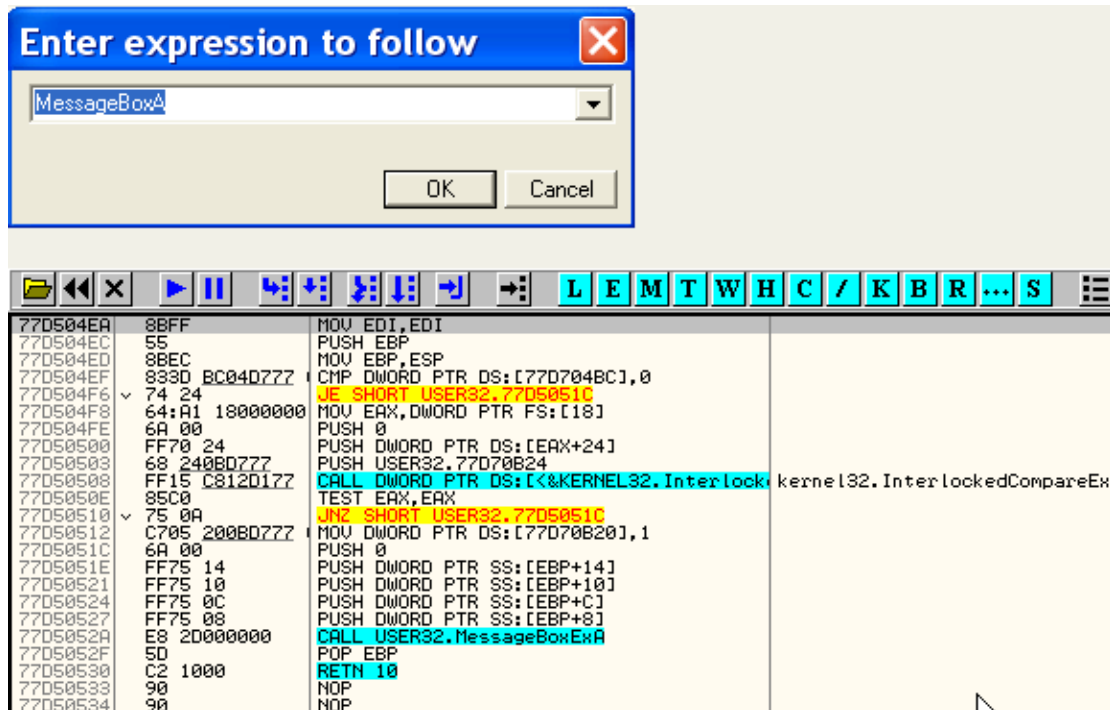 Enter expression to follow
MessageBoxA
OK Cancel
L E M T W H C / K B R ... S
77D504EA 8BFF MOV EDI,EDI
77D504EC 55 PUSH EBP
77D504ED 8BEC MOV EBP,ESP
77D504EF 833D BC04D777 CMP DWORD PTR DS:[77D704BC],0
77D504F6 74 24 JE SHORT USER32.77D5051C
77D504F8 64:A1 18000000 MOV EAX,DWORD PTR FS:[18]
77D504FE 6A 00 PUSH 0
77D50500 FF70 24 PUSH DWORD PTR DS:[EAX+24]
77D50503 68 240BD777 PUSH USER32.77D70B24
77D50508 FF15 C812D177 CALL DWORD PTR DS:[<&KERNEL32.Interlock kernel32.InterlockedCompareEx
77D5050E 85C0 TEST EAX,EAX
77D50510 75 0A JNZ SHORT USER32.77D5051C
77D50512 C705 200BD777 MOV DWORD PTR DS:[77D70B20],1
77D5051C 6A 00 PUSH 0
77D5051E FF75 14 PUSH DWORD PTR SS:[EBP+14]
77D50521 FF75 10 PUSH DWORD PTR SS:[EBP+10]
77D50524 FF75 0C PUSH DWORD PTR SS:[EBP+C]
77D50527 FF75 08 PUSH DWORD PTR SS:[EBP+8]
77D5052A E8 2D000000 CALL USER32.MessageBoxExA
77D5052F 5D POP EBP
77D50530 C2 1000 RETN 10
77D50533 90 NOP
77D50534 90 NOP